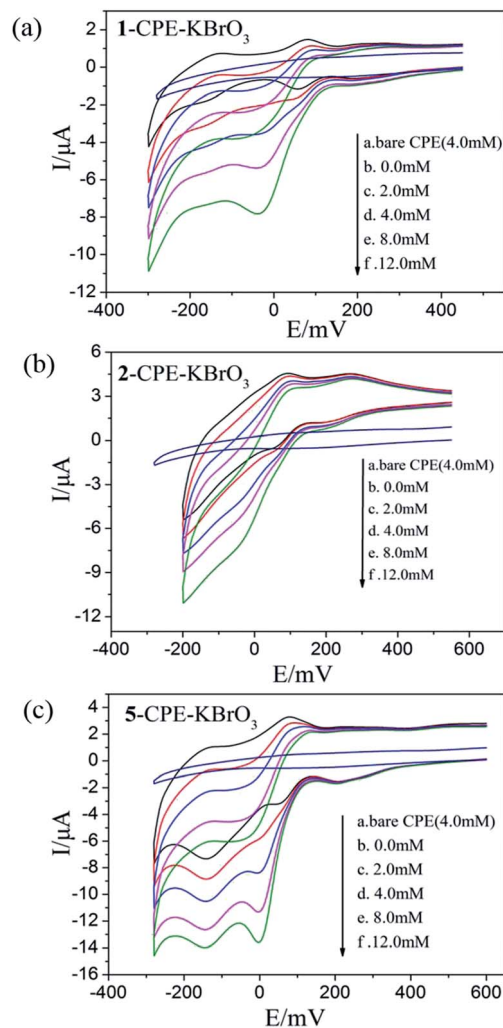 (a)
1-CPE-KBrO3
2
0
-2
-4
-6
-8
-10
-12
I/μA
a.bare CPE(4.0mM)
b. 0.0mM
c. 2.0mM
d. 4.0mM
e. 8.0mM
f .12.0mM
-400 -200 0 200 400
E/mV
(b)
2-CPE-KBrO3
6
3
0
-3
-6
-9
-12
I/μA
a.bare CPE(4.0mM)
b. 0.0mM
c. 2.0mM
d. 4.0mM
e. 8.0mM
f .12.0mM
-400 -200 0 200 400 600
E/mV
(c)
5-CPE-KBrO3
4
2
0
-2
-4
-6
-8
-10
-12
-14
-16
I/μA
a.bare CPE(4.0mM)
b. 0.0mM
c. 2.0mM
d. 4.0mM
e. 8.0mM
f .12.0mM
-400 -200 0 200 400 600
E/mV